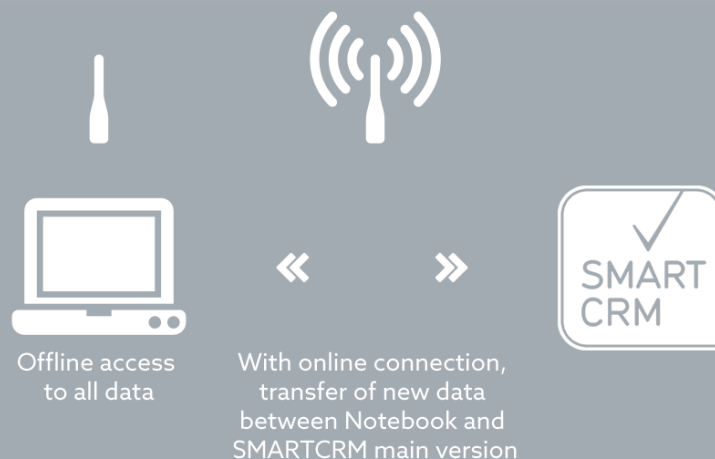 SMART
CRM
Offline access
to all data
With online connection,
transfer of new data
between Notebook and
SMARTCRM main version